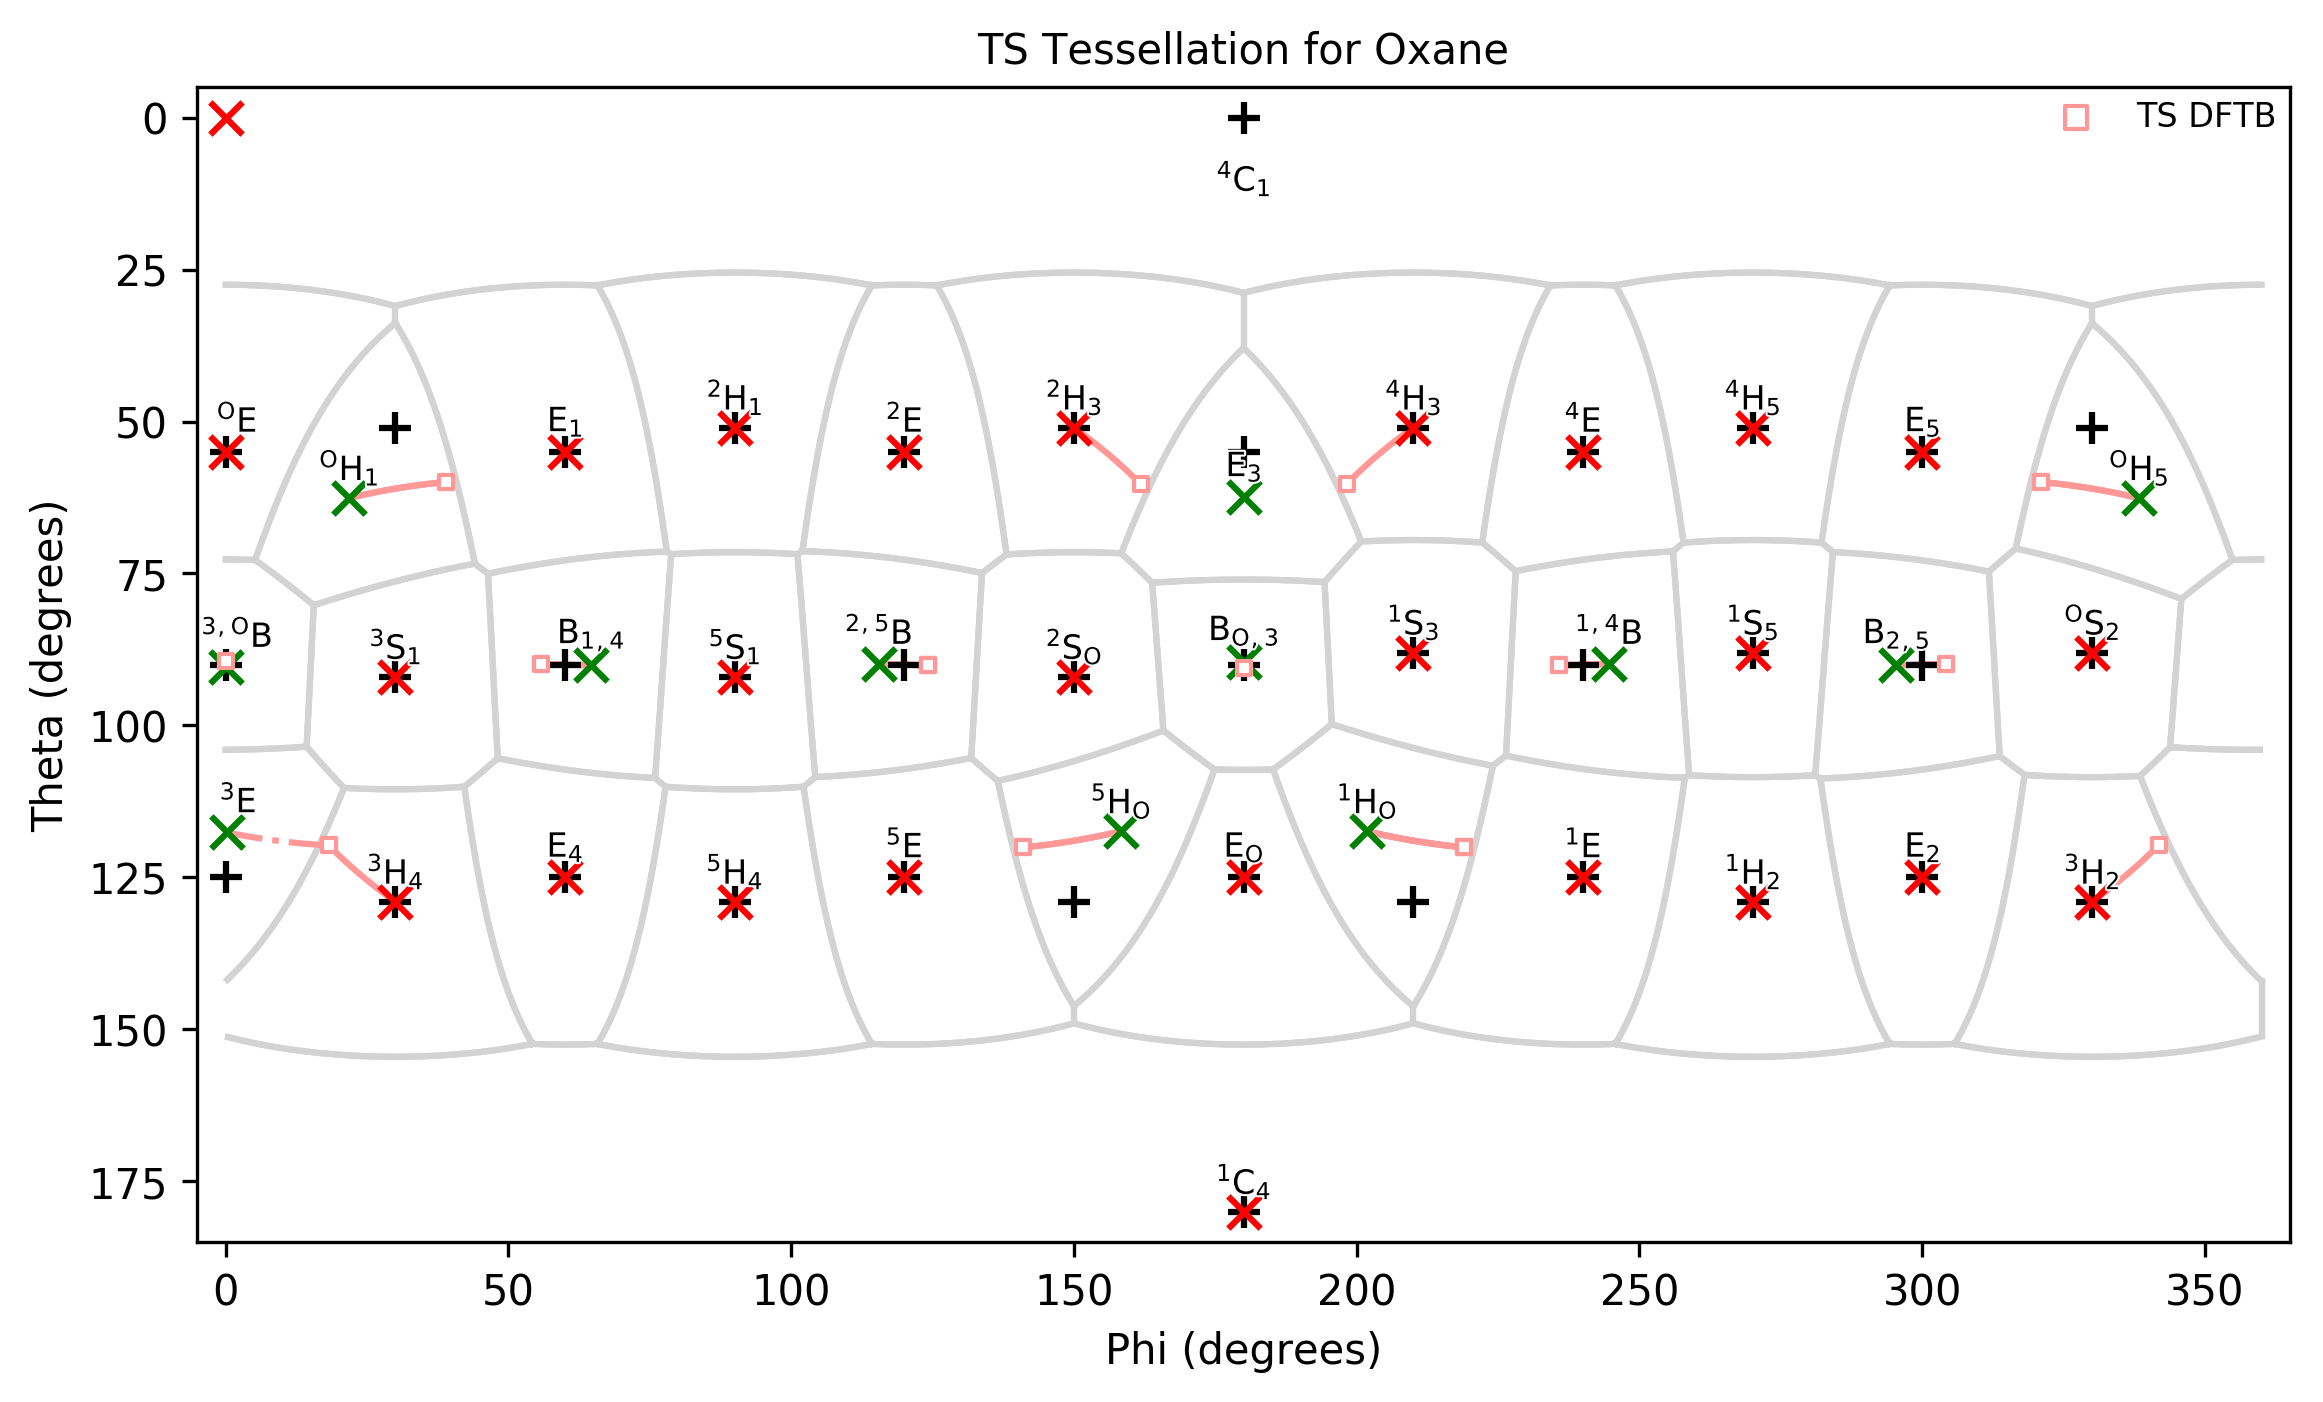 TS Tessellation for Oxane
0
TS DFTB
⁴C₁
25
²H₁ ²H₃ ⁴H₃ ⁴H₅
50
ᴼE E₁ ²E ⁴E E₅
ᴼH₁ E₃ ᴼH₅
75
³,ᴼB ³S₁ B₁,₄ ⁵S₁ ²,⁵B ²Sₒ Bₒ,₃ ¹S₃ ¹,⁴B ¹S₅ B₂,₅ ᴼS₂
100
³E ⁵Hₒ ¹Hₒ
125
³H₄ E₄ ⁵H₄ ⁵E Eₒ ¹E ¹H₂ E₂ ³H₂
150
175
¹C₄
0 50 100 150 200 250 300 350
Phi (degrees)
Theta (degrees)